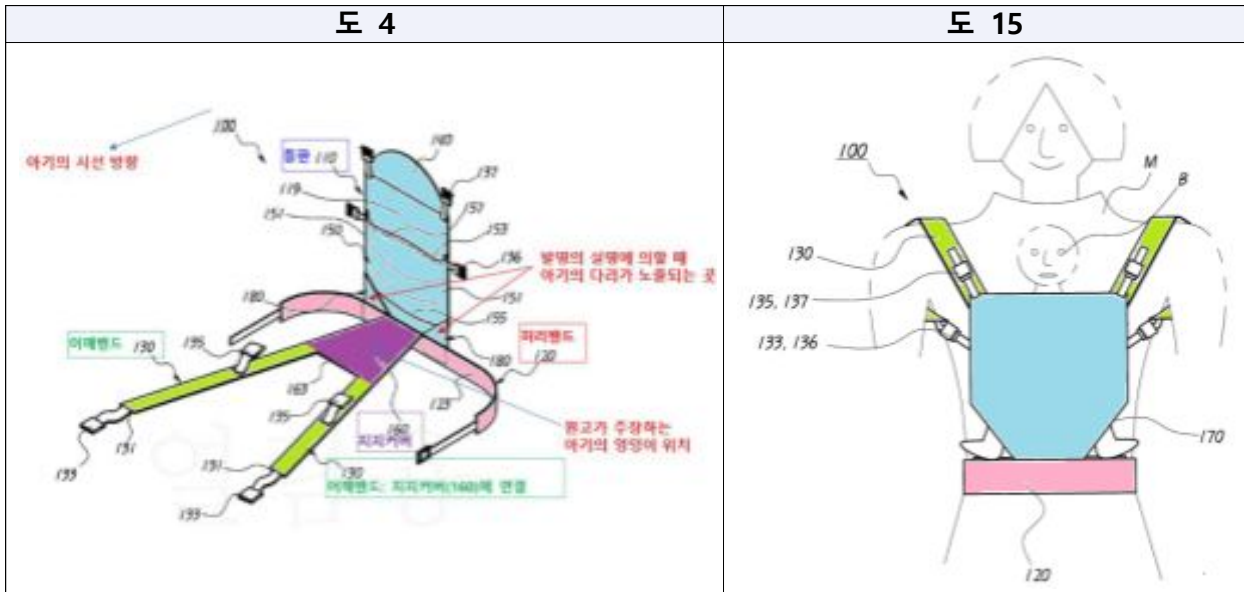 도 4
도 15
아기의 시선 방향
100
등판 110
140
137
119
136
150
153
151
155
발명의 설명에 의할 때
아기의 다리가 노출되는 곳
180
180
허리밴드
120
어깨밴드
130
135
163
123
135
160
지지커버
원고가 주장하는
아기의 엉덩이 위치
131
133
131
130
어깨밴드: 지지커버(160)에 연결
133
100
M
B
130
135, 137
133, 136
170
120